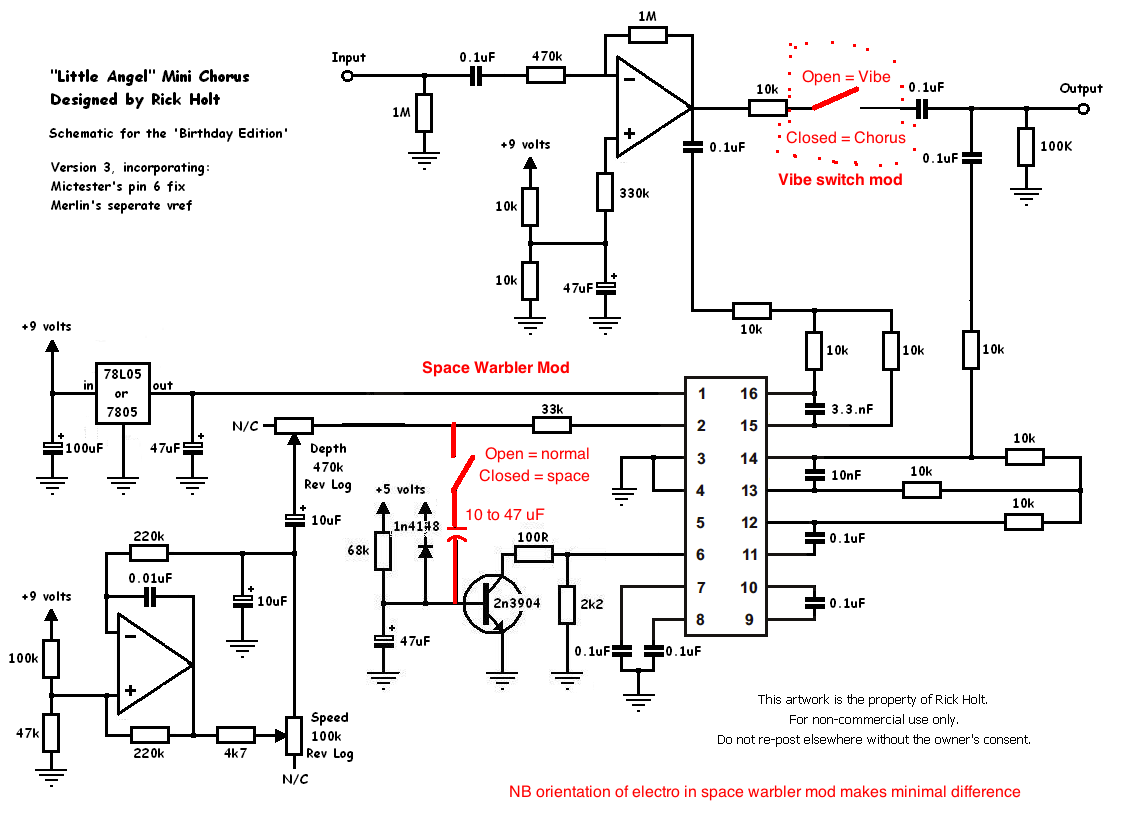 "Little Angel" Mini Chorus
Designed by Rick Holt
Schematic for the 'Birthday Edition'
Version 3, incorporating:
Mictester's pin 6 fix
Merlin's seperate vref
Input
1M
0.1uF
470k
1M
−
+
+9 volts
10k
10k
330k
47uF
+
0.1uF
10k
Open = Vibe
Closed = Chorus
Vibe switch mod
0.1uF
Output
0.1uF
100K
10k
10k
10k
10k
3.3.nF
+9 volts
in
78L05
or
7805
out
+
100uF
+
47uF
Space Warbler Mod
N/C
Depth
470k
Rev Log
33k
Open = normal
Closed = space
10 to 47 uF
+
10uF
+5 volts
1n4148
68k
100R
2n3904
2k2
+
47uF
1
2
3
4
5
6
7
8
16
15
14
13
12
11
10
9
10nF
10k
10k
10k
0.1uF
0.1uF
0.1uF
0.1uF
220k
0.01uF
+
10uF
+9 volts
100k
47k
−
+
220k
4k7
Speed
100k
Rev Log
N/C
This artwork is the property of Rick Holt.
For non-commercial use only.
Do not re-post elsewhere without the owner's consent.
NB orientation of electro in space warbler mod makes minimal difference